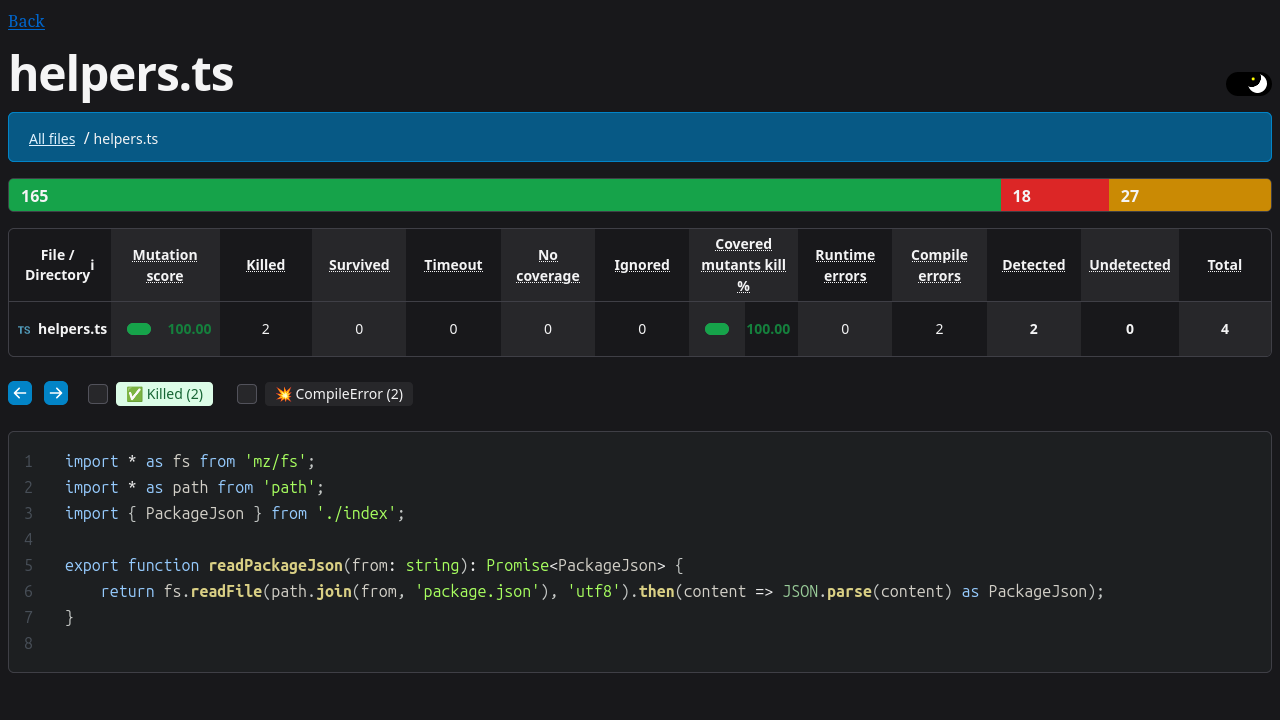 Back
helpers.ts
All files / helpers.ts
165 18 27
File / Directory i Mutation score Killed Survived Timeout No coverage Ignored Covered mutants kill % Runtime errors Compile errors Detected Undetected Total
TS helpers.ts 100.00 2 0 0 0 0 100.00 0 2 2 0 4
✅ Killed (2) 💥 CompileError (2)
1 import * as fs from 'mz/fs';
2 import * as path from 'path';
3 import { PackageJson } from './index';
4
5 export function readPackageJson(from: string): Promise<PackageJson> {
6     return fs.readFile(path.join(from, 'package.json'), 'utf8').then(content => JSON.parse(content) as PackageJson);
7 }
8